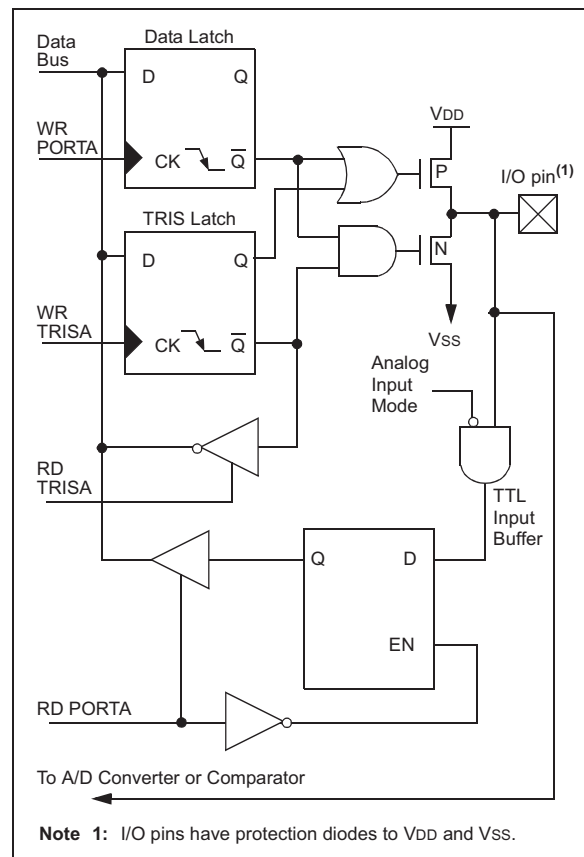 Data Latch
Data
Bus
D
Q
WR
PORTA
CK
Q
VDD
P
I/O pin(1)
TRIS Latch
D
Q
N
WR
TRISA
CK
Q
VSS
Analog
Input
Mode
RD
TRISA
TTL
Input
Buffer
Q
D
EN
RD PORTA
To A/D Converter or Comparator
Note 1: I/O pins have protection diodes to VDD and VSS.